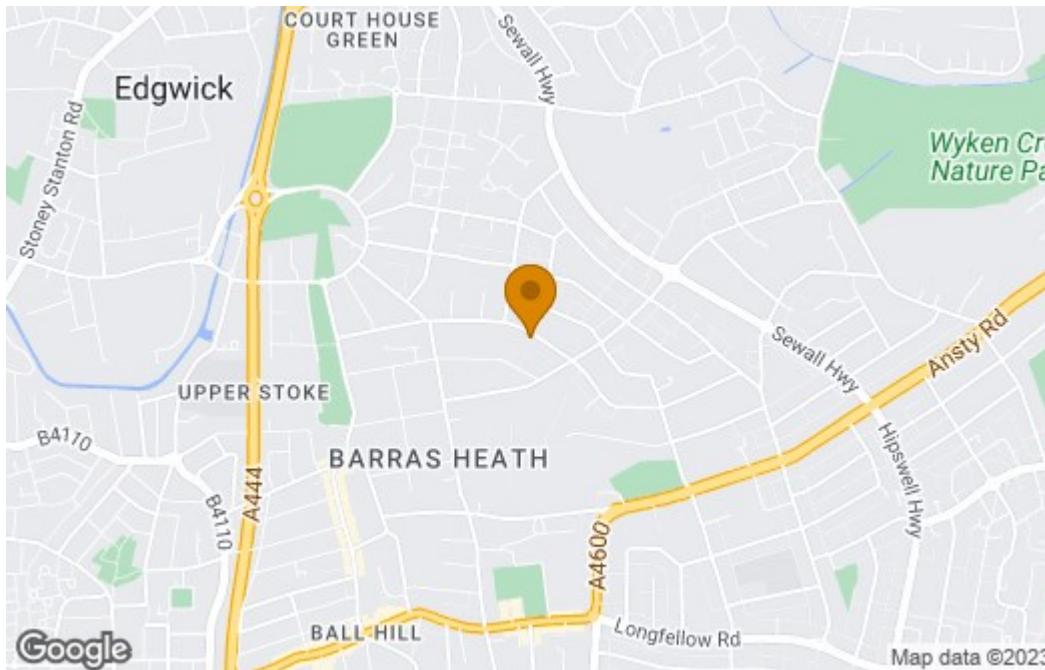 COURT HOUSE
GREEN
Edgwick
Sewall Hwy
Stoney Stanton Rd
Wyken Cr
Nature Pa
Ansty Rd
Sewall Hwy
UPPER STOKE
B4110
Hipswell Hwy
BARRAS HEATH
A444
B4110
A4600
BALL HILL
Longfellow Rd
Google
Map data ©2023